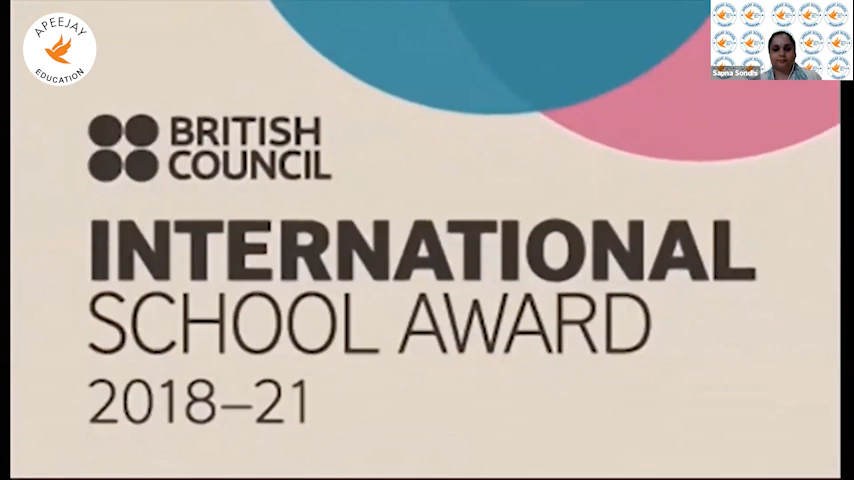 APEEJAY
EDUCATION
Sapna Sondhi
BRITISH
COUNCIL
INTERNATIONAL
SCHOOL AWARD
2018–21